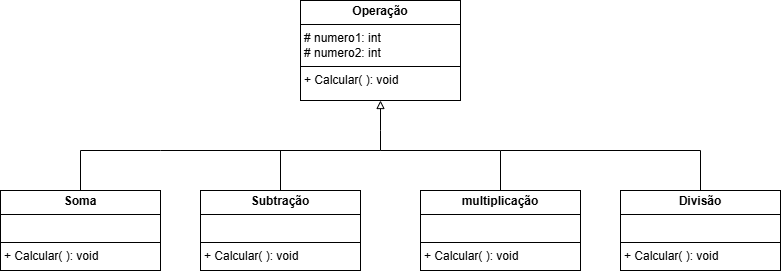 Operação
# numero1: int
# numero2: int
+ Calcular( ): void
Soma
+ Calcular( ): void
Subtração
+ Calcular( ): void
multiplicação
+ Calcular( ): void
Divisão
+ Calcular( ): void